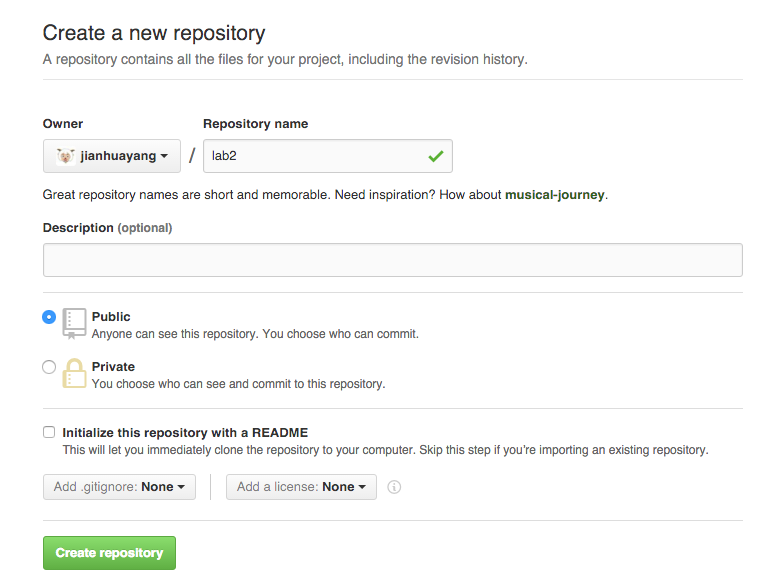 Create a new repository
A repository contains all the files for your project, including the revision history.
Owner Repository name
jianhuayang / lab2
Great repository names are short and memorable. Need inspiration? How about musical-journey.
Description (optional)
Public
Anyone can see this repository. You choose who can commit.
Private
You choose who can see and commit to this repository.
Initialize this repository with a README
This will let you immediately clone the repository to your computer. Skip this step if you're importing an existing repository.
Add .gitignore: None Add a license: None
Create repository